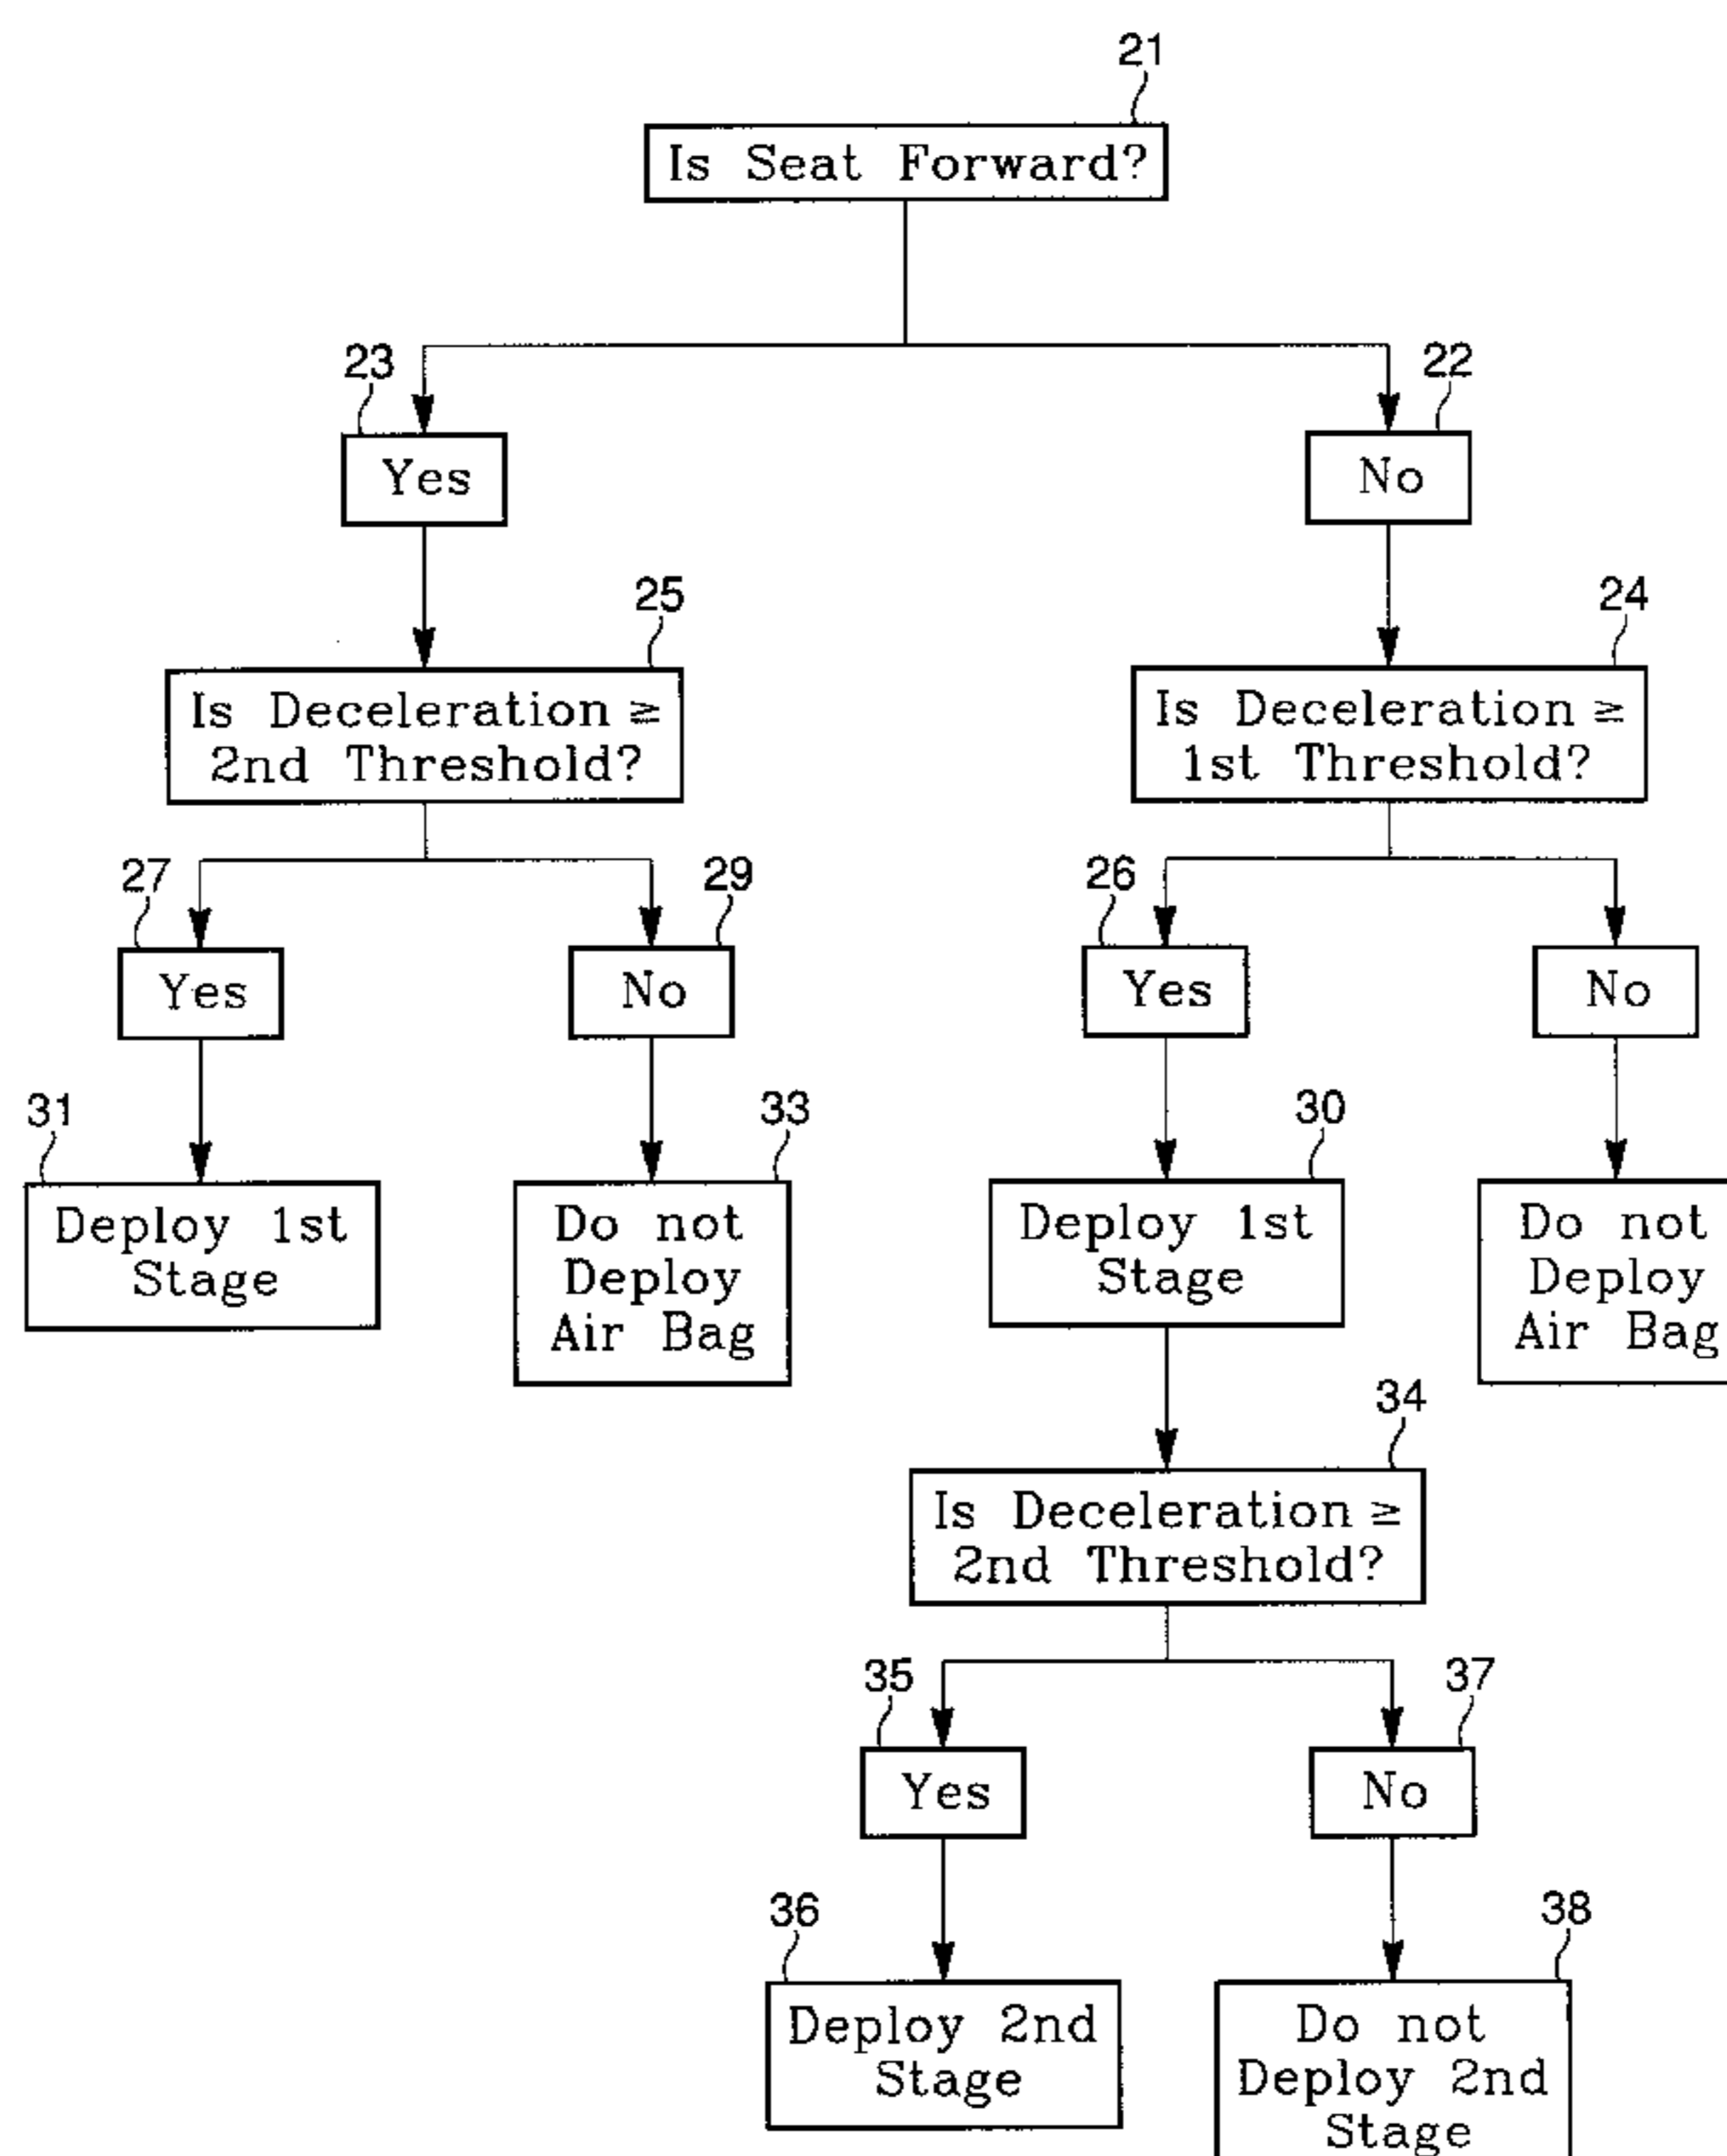 21
Is Seat Forward?
23
22
Yes
No
25
24
Is Deceleration ≧
2nd Threshold?
Is Deceleration ≥
1st Threshold?
27
29
26
Yes
No
Yes
No
31
33
30
Deploy 1st
Stage
Do not
Deploy
Air Bag
Deploy 1st
Stage
Do not
Deploy
Air Bag
34
Is Deceleration ≥
2nd Threshold?
35
37
Yes
No
36
38
Deploy 2nd
Stage
Do not
Deploy 2nd
Stage